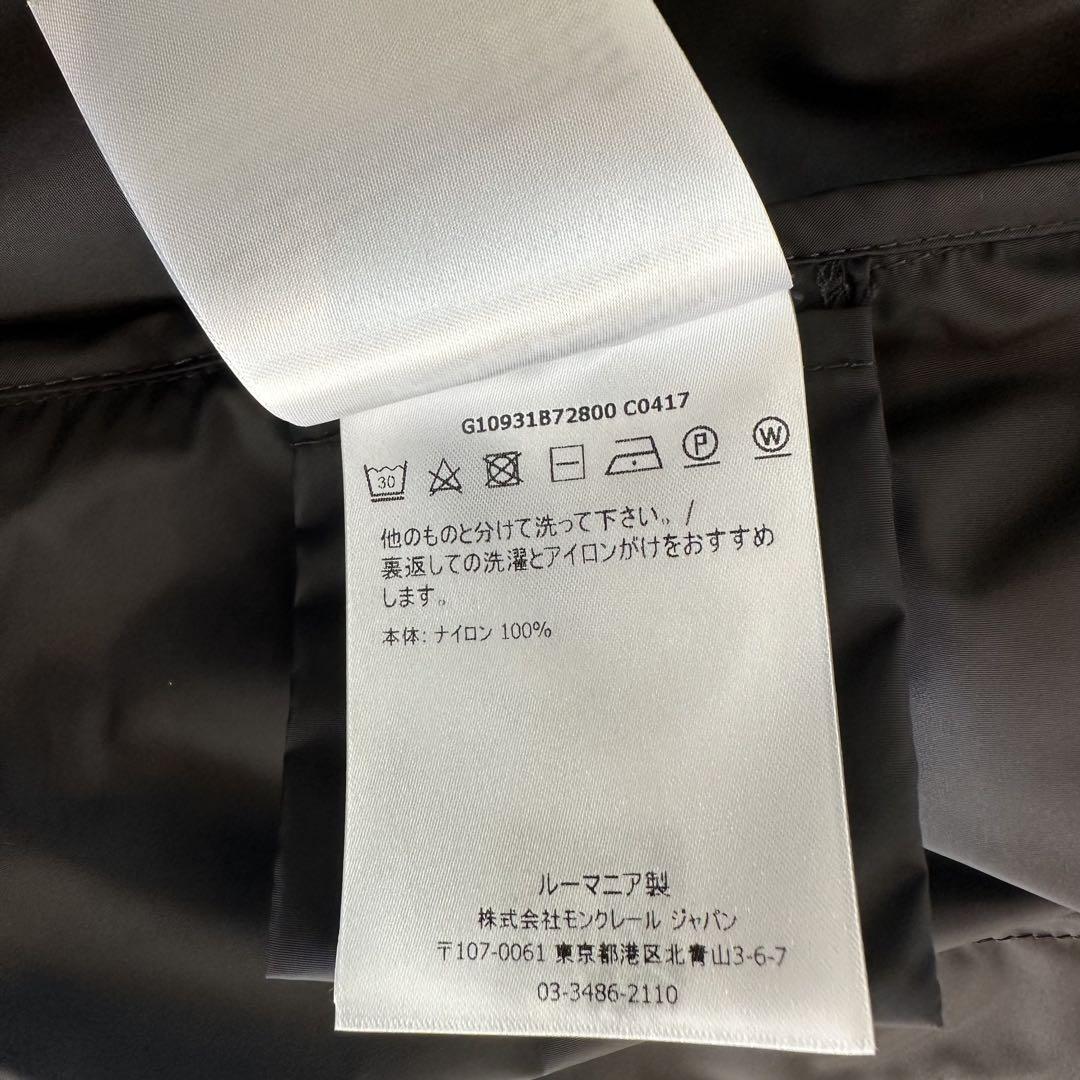 G10931B72800 C0417
30 P W
他のものと分けて洗って下さい。/
裏返しての洗濯とアイロンがけをおすすめ
します。
本体: ナイロン 100%
ルーマニア製
株式会社モンクレール ジャパン
〒107-0061 東京都港区北青山3-6-7
03-3486-2110